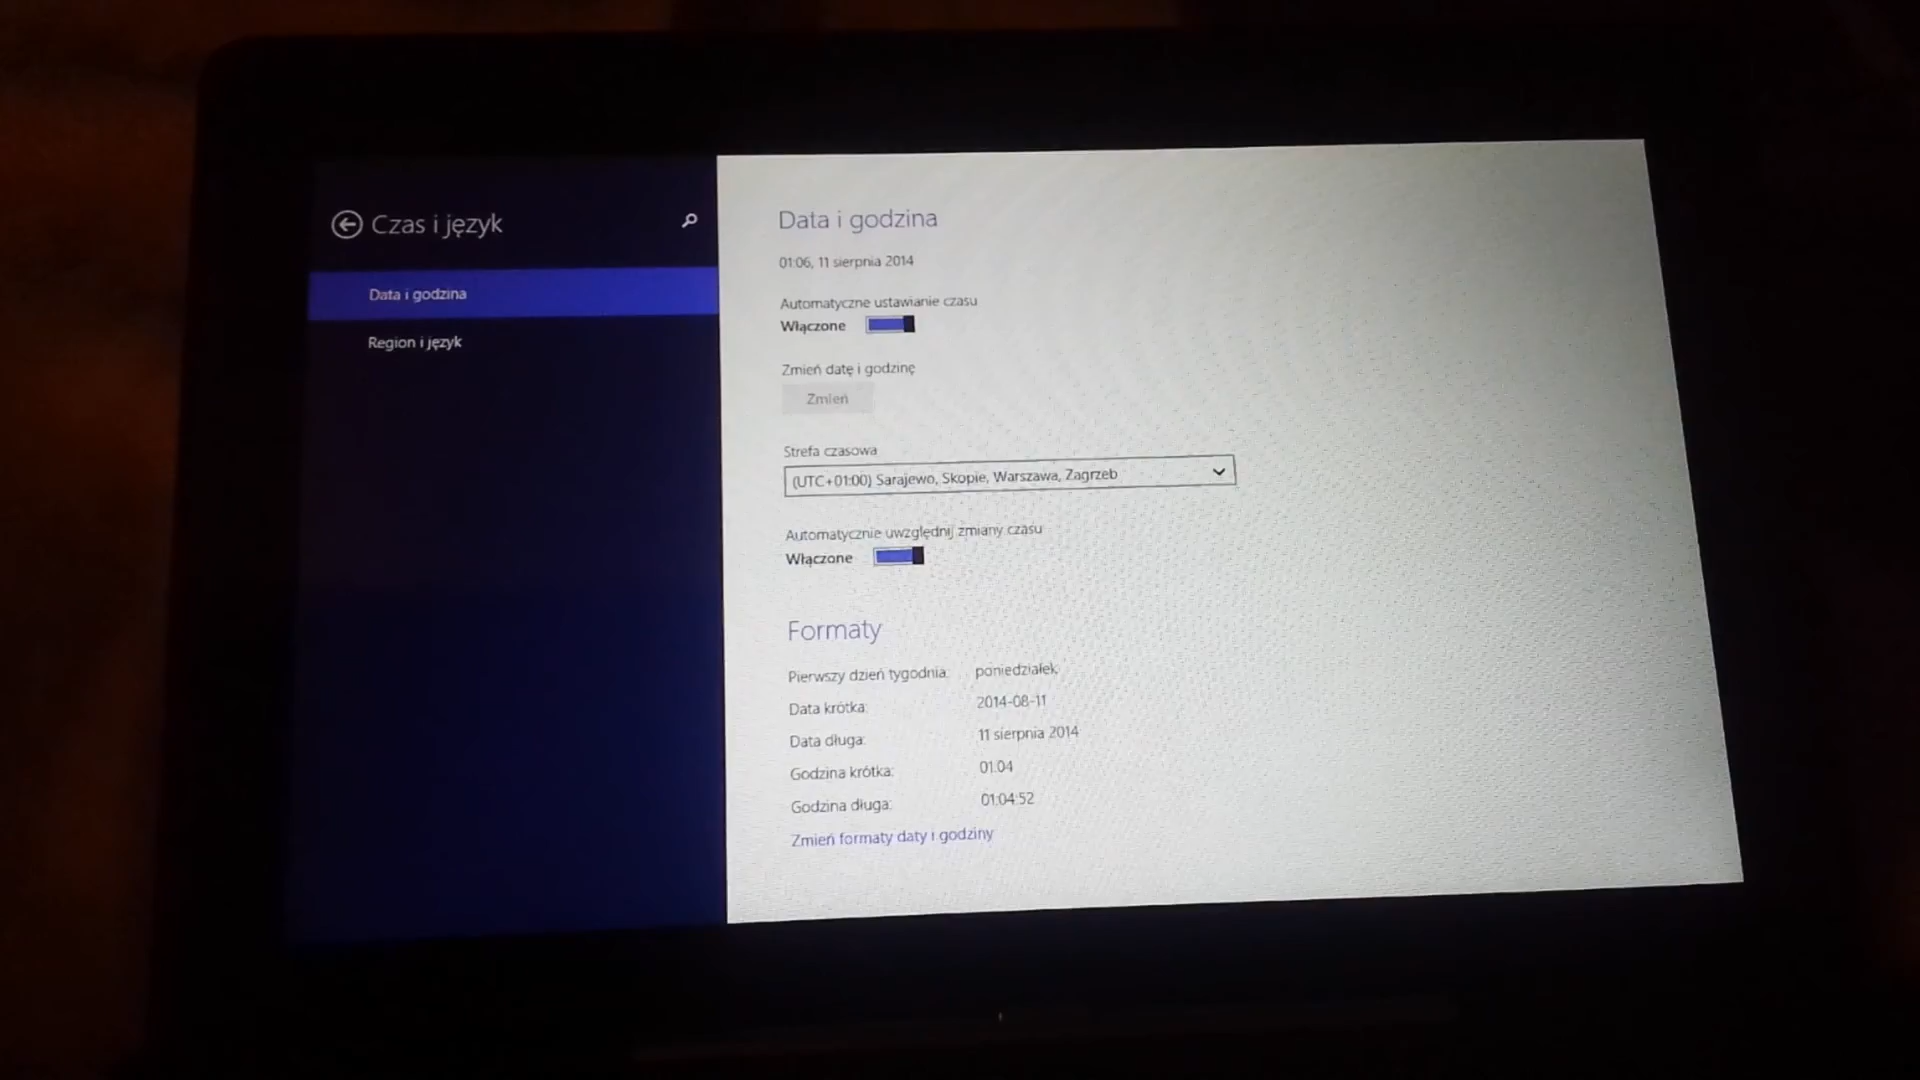 Czas i język
Data i godzina
Region i język
Data i godzina
01:06, 11 sierpnia 2014
Automatyczne ustawianie czasu
Włączone
Zmień datę i godzinę
Zmień
Strefa czasowa
(UTC+01:00) Sarajewo, Skopie, Warszawa, Zagrzeb
Automatycznie uwzględnij zmiany czasu
Włączone
Formaty
Pierwszy dzień tygodnia: poniedziałek
Data krótka: 2014-08-11
Data długa: 11 sierpnia 2014
Godzina krótka: 01:04
Godzina długa: 01:04:52
Zmień formaty daty i godziny